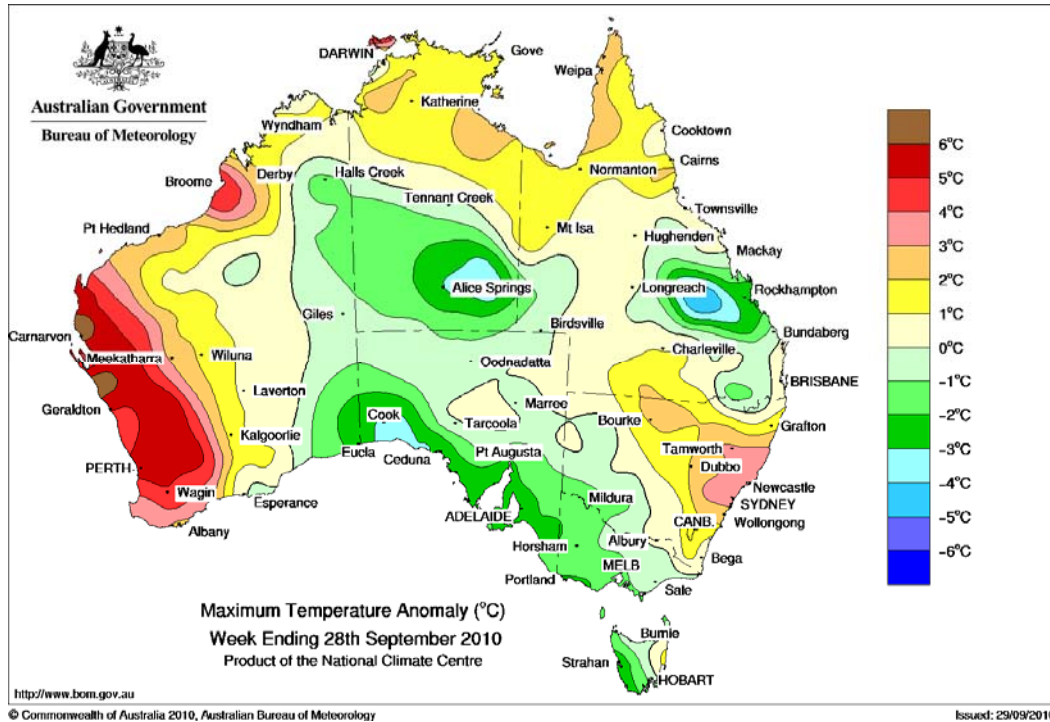 Australian Government
Bureau of Meteorology
DARWIN
Gove
Weipa
Katherine
Wyndham
Cooktown
Cairns
Derby
Halls Creek
Normanton
Broome
Tennant Creek
Townsville
Pt Hedland
Mt Isa
Hughenden
Mackay
Alice Springs
Longreach
Rockhampton
Giles
Birdsville
Bundaberg
Carnarvon
Meekatharra
Wiluna
Charleville
Oodnadatta
BRISBANE
Laverton
Geraldton
Marree
Cook
Tarcoola
Bourke
Grafton
Kalgoorlie
Eucla
Pt Augusta
Tamworth
Ceduna
Dubbo
PERTH
Wagin
Newcastle
Esperance
Mildura
SYDNEY
ADELAIDE
CANB.
Wollongong
Albany
Horsham
Albury
Bega
MELB
Portland
Sale
Burnie
Strahan
HOBART
6°C
5°C
4°C
3°C
2°C
1°C
0°C
-1°C
-2°C
-3°C
-4°C
-5°C
-6°C
Maximum Temperature Anomaly (°C)
Week Ending 28th September 2010
Product of the National Climate Centre
http://www.bom.gov.au
© Commonwealth of Australia 2010, Australian Bureau of Meteorology
Issued: 29/09/2010